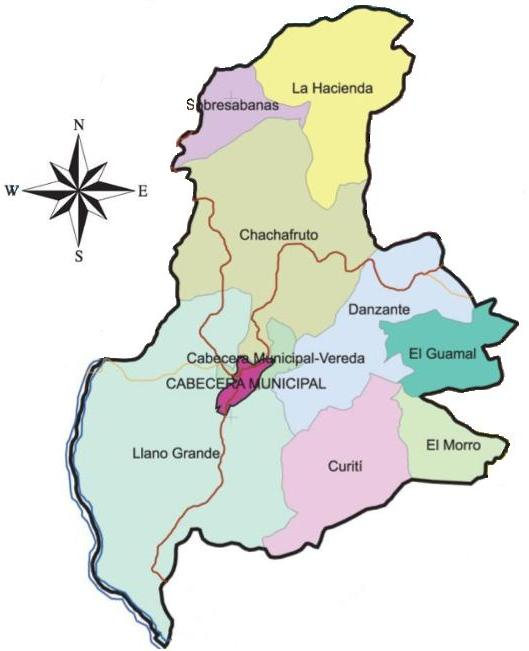 La Hacienda
Sobresabanas
N
W
E
S
Chachafruto
Danzante
El Guamal
Cabecera Municipal-Vereda
CABECERA MUNICIPAL
El Morro
Llano Grande
Curití